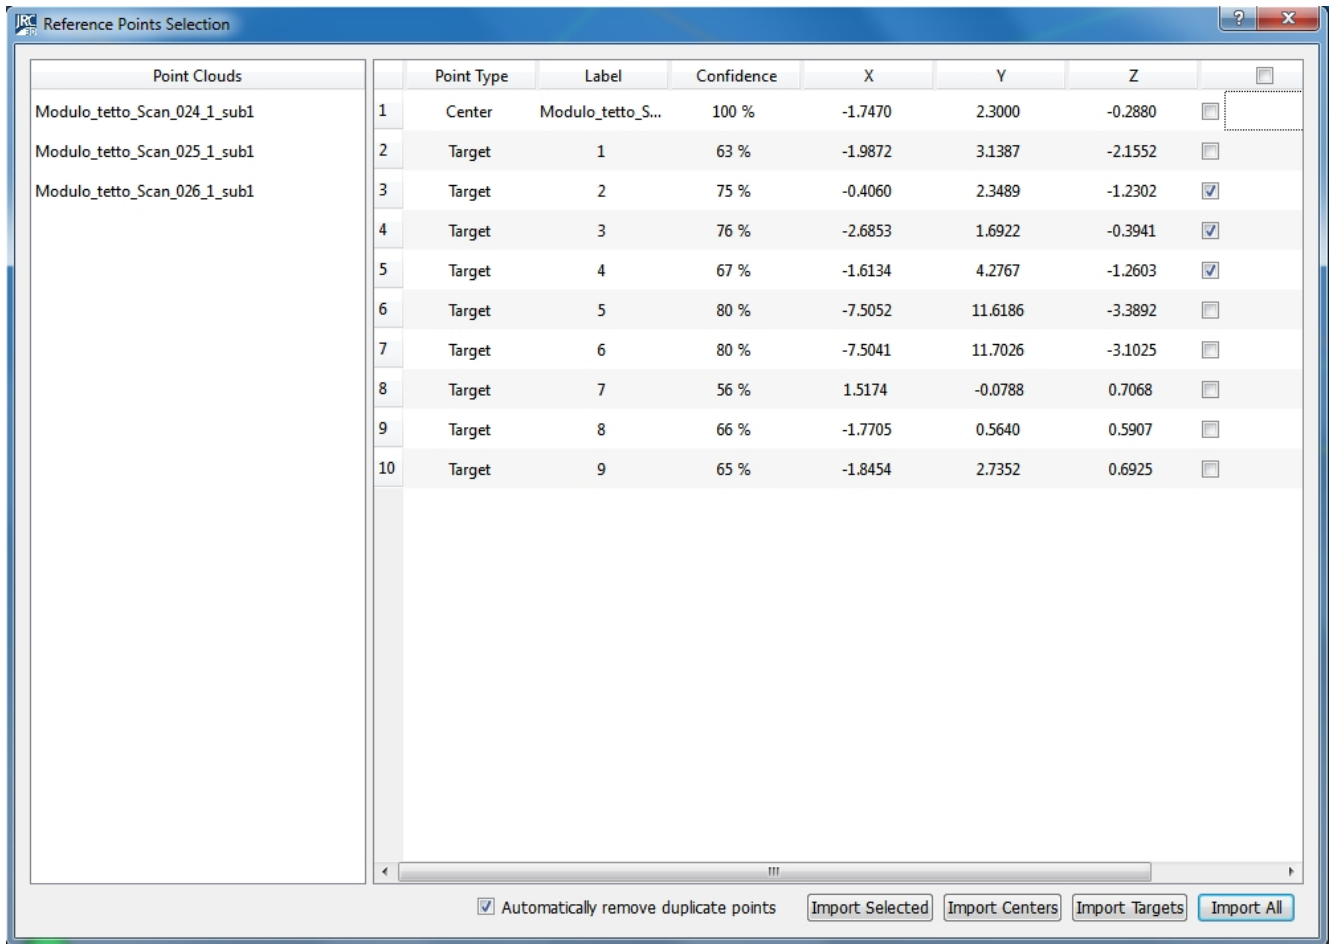 JRC 3D Reference Points Selection
Point Clouds
Modulo_tetto_Scan_024_1_sub1
Modulo_tetto_Scan_025_1_sub1
Modulo_tetto_Scan_026_1_sub1
Point Type Label Confidence X Y Z
1 Center Modulo_tetto_S... 100 % -1.7470 2.3000 -0.2880
2 Target 1 63 % -1.9872 3.1387 -2.1552
3 Target 2 75 % -0.4060 2.3489 -1.2302
4 Target 3 76 % -2.6853 1.6922 -0.3941
5 Target 4 67 % -1.6134 4.2767 -1.2603
6 Target 5 80 % -7.5052 11.6186 -3.3892
7 Target 6 80 % -7.5041 11.7026 -3.1025
8 Target 7 56 % 1.5174 -0.0788 0.7068
9 Target 8 66 % -1.7705 0.5640 0.5907
10 Target 9 65 % -1.8454 2.7352 0.6925
Automatically remove duplicate points Import Selected Import Centers Import Targets Import All